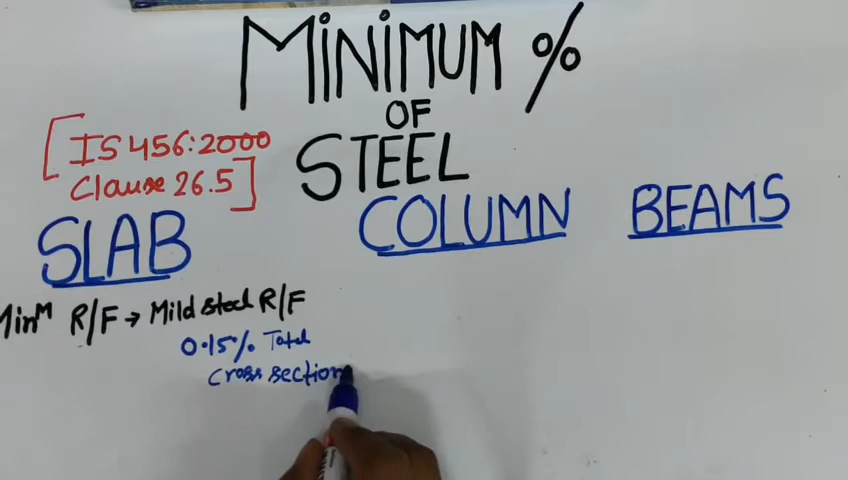 MiNiMUM %
OF
STEEL
[IS 456:2000
Clause 26.5]
SLAB
COLUMN
BEAMS
Minᴹ R/F → Mild steel R/F
0.15% Total
cross section